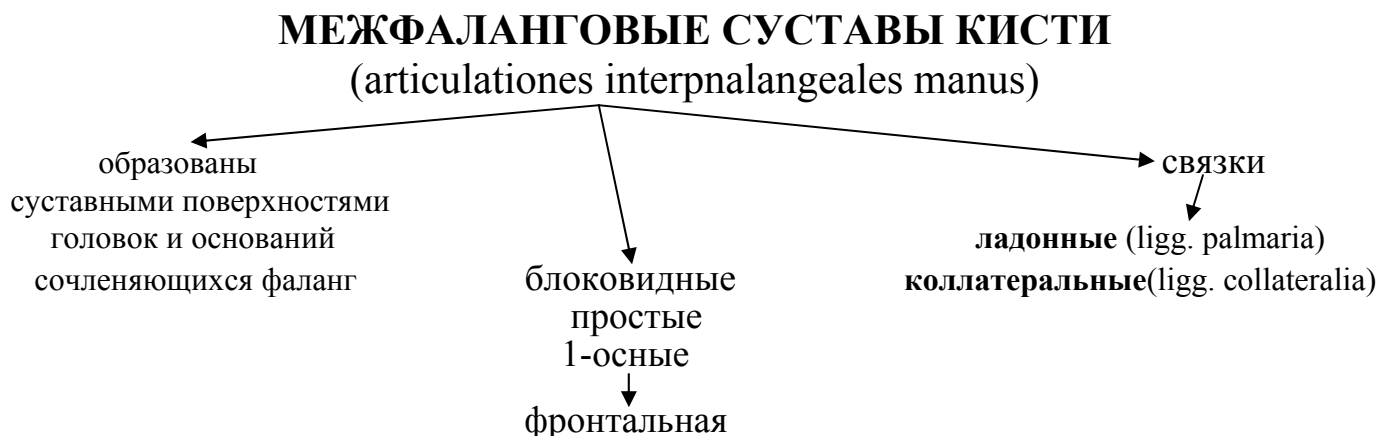 МЕЖФАЛАНГОВЫЕ СУСТАВЫ КИСТИ
(articulationes interpnalangeales manus)
образованы
суставными поверхностями
головок и оснований
сочленяющихся фаланг
блоковидные
простые
1-осные
фронтальная
связки
ладонные (ligg. palmaria)
коллатеральные(ligg. collateralia)